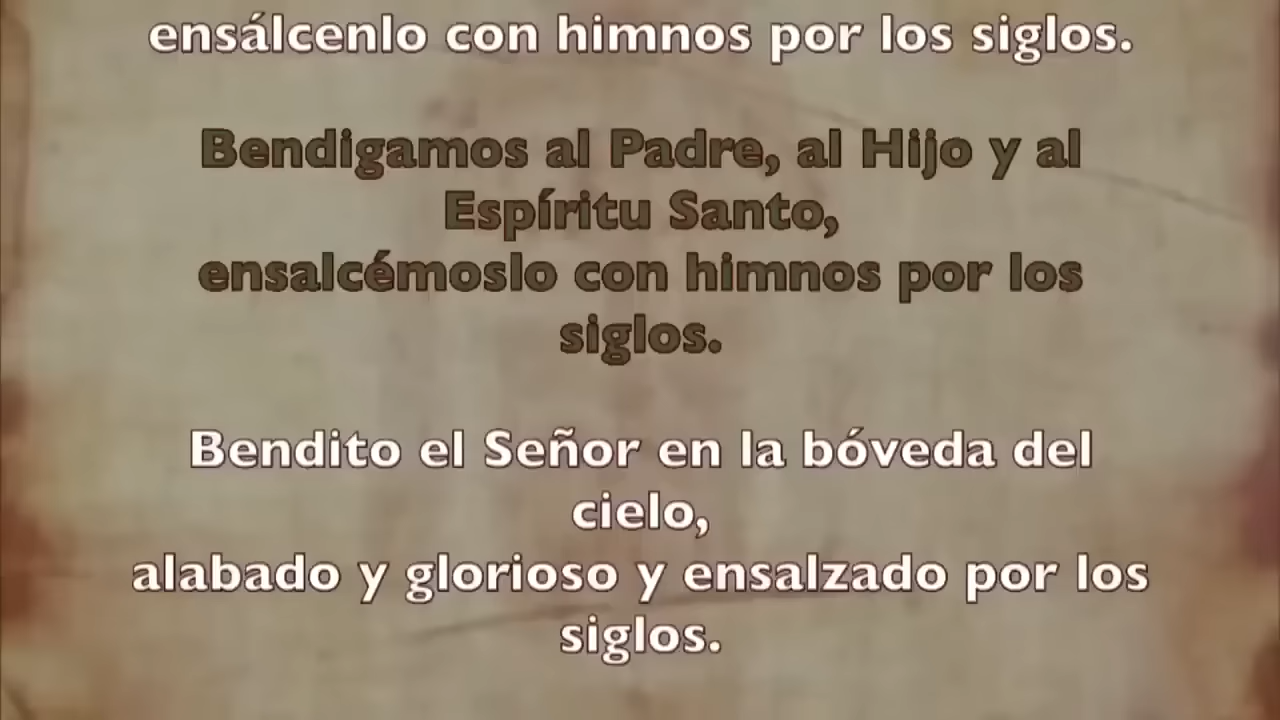 ensálcenlo con himnos por los siglos.
Bendigamos al Padre, al Hijo y al
Espíritu Santo,
ensalcémoslo con himnos por los
siglos.
Bendito el Señor en la bóveda del
cielo,
alabado y glorioso y ensalzado por los
siglos.